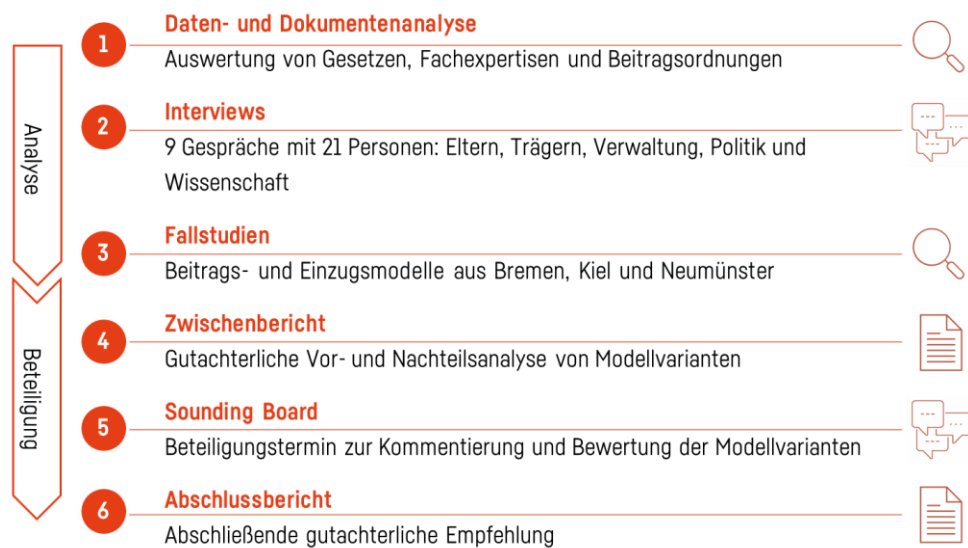 1
Daten- und Dokumentenanalyse
Auswertung von Gesetzen, Fachexpertisen und Beitragsordnungen
2
Interviews
9 Gespräche mit 21 Personen: Eltern, Trägern, Verwaltung, Politik und
Wissenschaft
Analyse
3
Fallstudien
Beitrags- und Einzugsmodelle aus Bremen, Kiel und Neumünster
4
Zwischenbericht
Gutachterliche Vor- und Nachteilsanalyse von Modellvarianten
Beteiligung
5
Sounding Board
Beteiligungstermin zur Kommentierung und Bewertung der Modellvarianten
6
Abschlussbericht
Abschließende gutachterliche Empfehlung